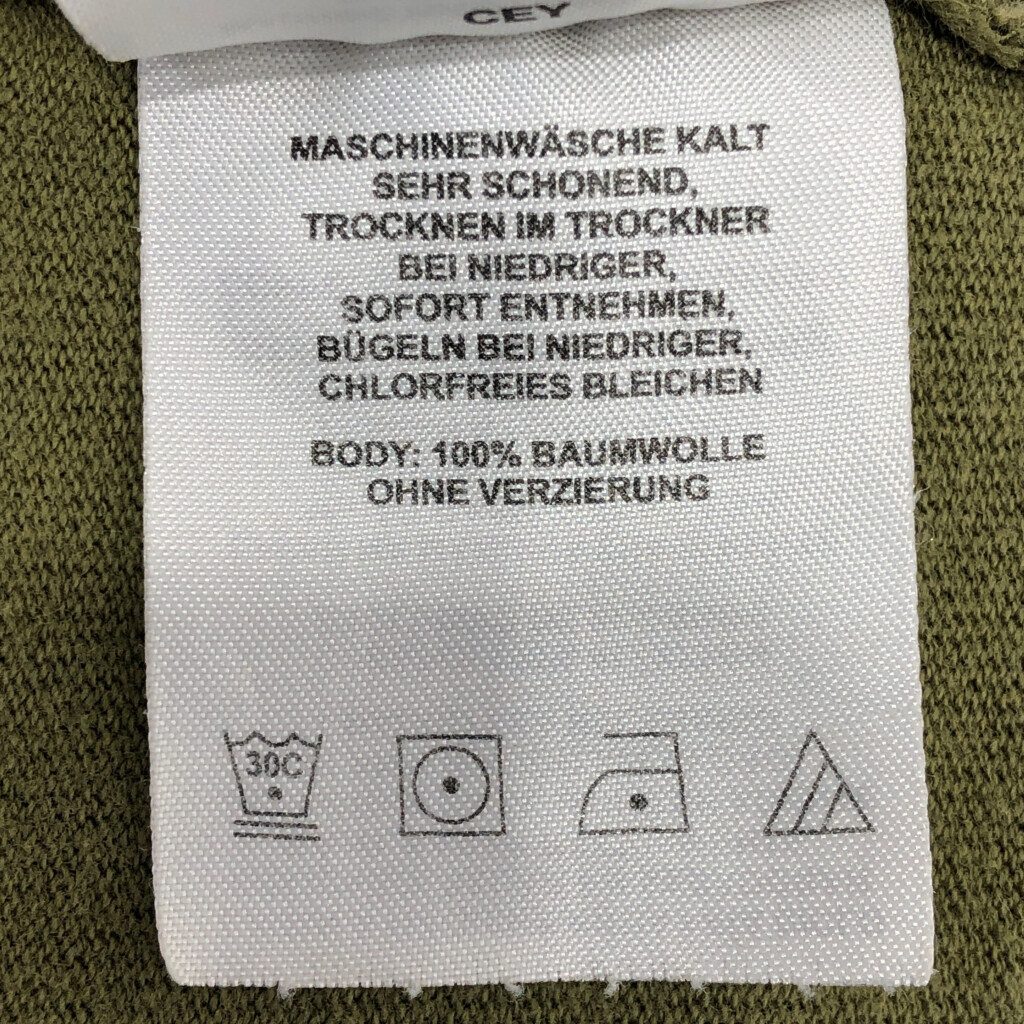 CEY
MASCHINENWÄSCHE KALT
SEHR SCHONEND,
TROCKNEN IM TROCKNER
BEI NIEDRIGER,
SOFORT ENTNEHMEN,
BÜGELN BEI NIEDRIGER,
CHLORFREIES BLEICHEN
BODY: 100% BAUMWOLLE
OHNE VERZIERUNG
30C